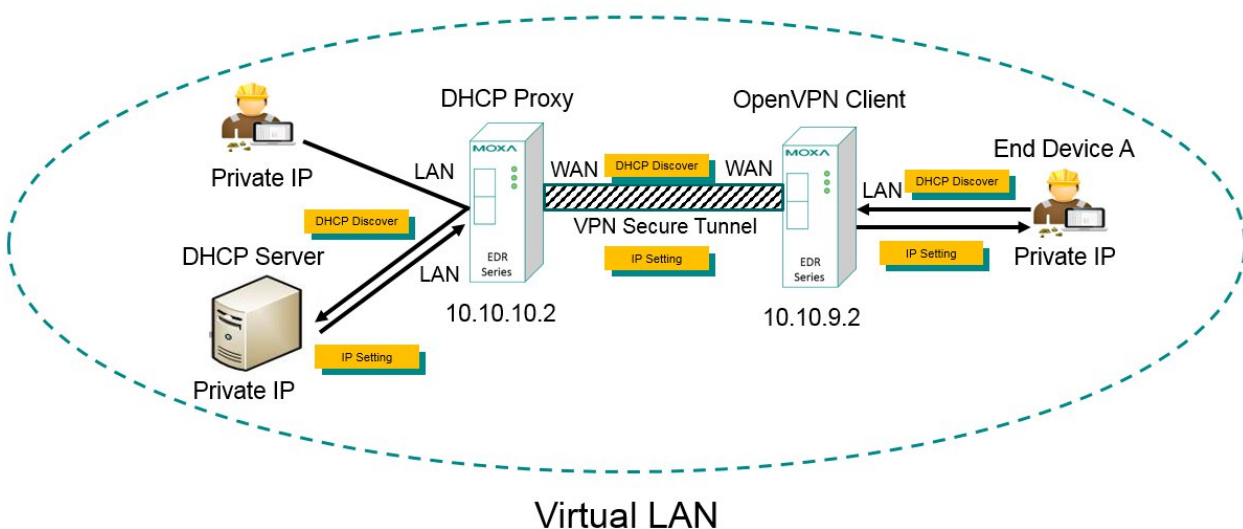 DHCP Proxy
OpenVPN Client
MOXA
MOXA
End Device A
Private IP
LAN
WAN
DHCP Discover
WAN
LAN
DHCP Discover
DHCP Discover
VPN Secure Tunnel
DHCP Server
LAN
EDR
Series
IP Setting
EDR
Series
IP Setting
Private IP
10.10.10.2
10.10.9.2
IP Setting
Private IP
Virtual LAN